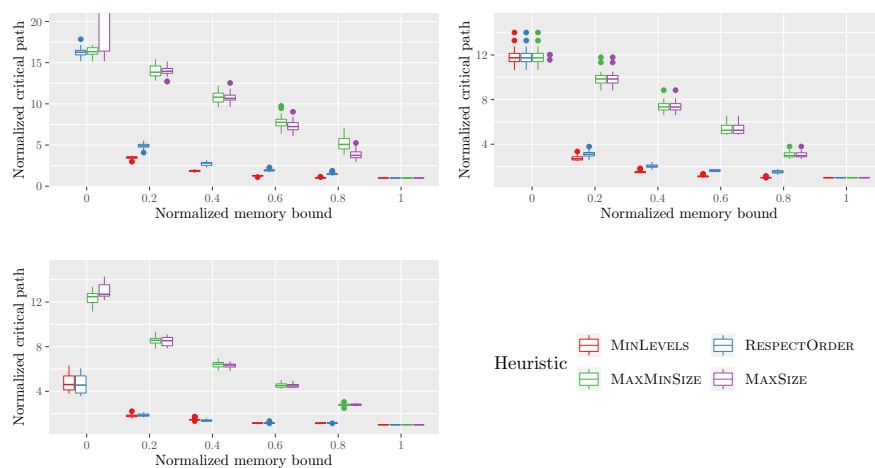 Normalized critical path
20
15
10
5
0
0
0.2
0.4
0.6
0.8
1
Normalized memory bound
Normalized critical path
12
8
4
0
0.2
0.4
0.6
0.8
1
Normalized memory bound
Normalized critical path
12
8
4
0
0.2
0.4
0.6
0.8
1
Normalized memory bound
Heuristic
MINLEVELS
RESPECTORDER
MAXMINSIZE
MAXSIZE